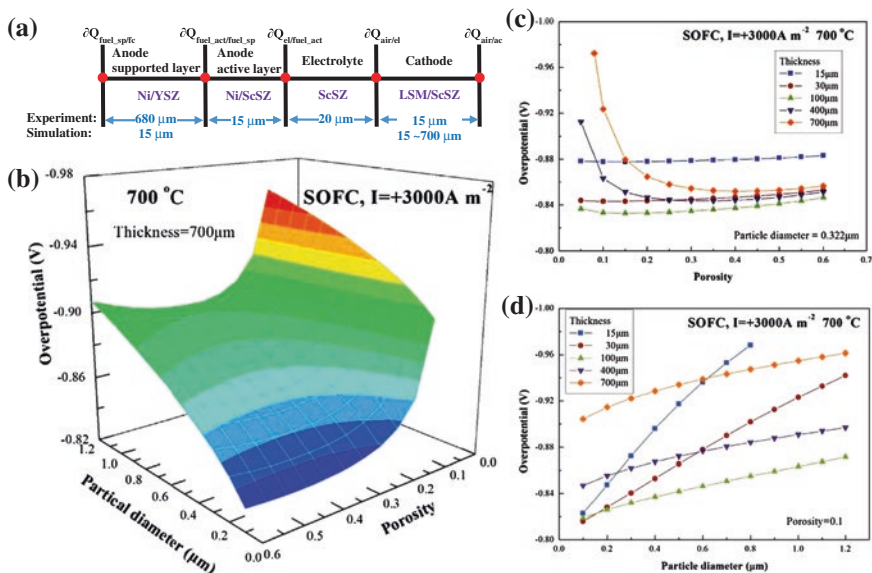 (a)
∂Q_fuel_sp/fc ∂Q_fuel_act/fuel_sp ∂Q_el/fuel_act ∂Q_air/el ∂Q_air/ac
Anode Anode
supported layer active layer Electrolyte Cathode
Ni/YSZ Ni/ScSZ ScSZ LSM/ScSZ
Experiment: 680 μm 15 μm 20 μm 15 μm
Simulation: 15 μm 15 ~700 μm
(b)
700 °C SOFC, I=+3000A m⁻²
Thickness=700μm
Overpotential (V)
-0.98
-0.94
-0.90
-0.86
-0.82
1.2
1.0
0.8
0.6
0.4
0.2
0.0
Partical diameter (μm)
0.6
0.5
0.4
0.3
0.2
0.1
0.0
Porosity
(c)
SOFC, I=+3000A m⁻² 700 °C
Thickness
15μm
30μm
100μm
400μm
700μm
Overpotential (V)
-1.00
-0.96
-0.92
-0.88
-0.84
-0.80
Particle diameter = 0.322μm
0.0 0.1 0.2 0.3 0.4 0.5 0.6 0.7
Porosity
(d)
SOFC, I=+3000A m⁻² 700 °C
Thickness
15μm
30μm
100μm
400μm
700μm
Overpotential (V)
-1.00
-0.96
-0.92
-0.88
-0.84
-0.80
Porosity=0.1
0.0 0.2 0.4 0.6 0.8 1.0 1.2
Particle diameter (μm)